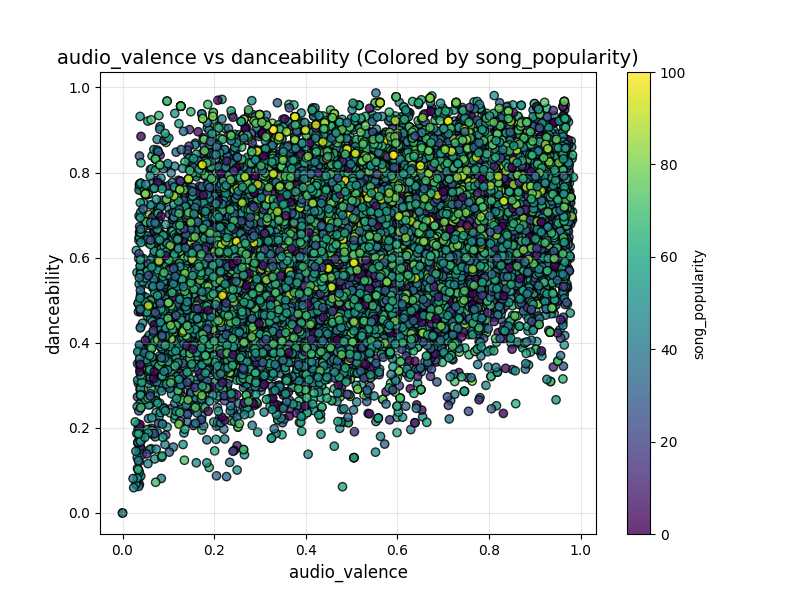 audio_valence vs danceability (Colored by song_popularity)
danceability
1.0
0.8
0.6
0.4
0.2
0.0
0.0 0.2 0.4 0.6 0.8 1.0
audio_valence
100
80
60
40
20
0
song_popularity